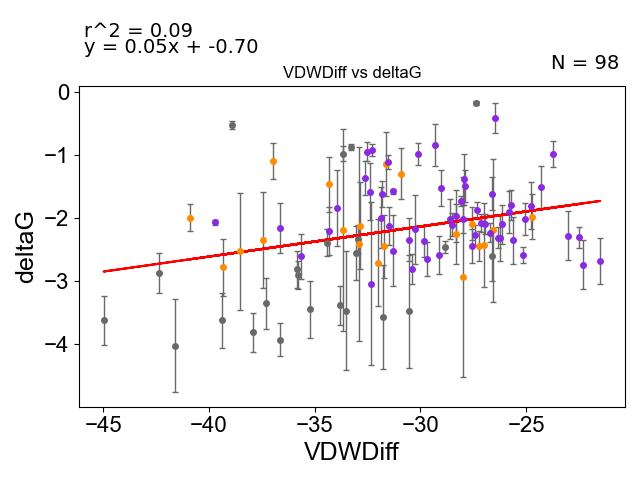 r^2 = 0.09
y = 0.05x + -0.70
N = 98
VDWDiff vs deltaG
0
−1
−2
−3
−4
deltaG
−45 −40 −35 −30 −25
VDWDiff